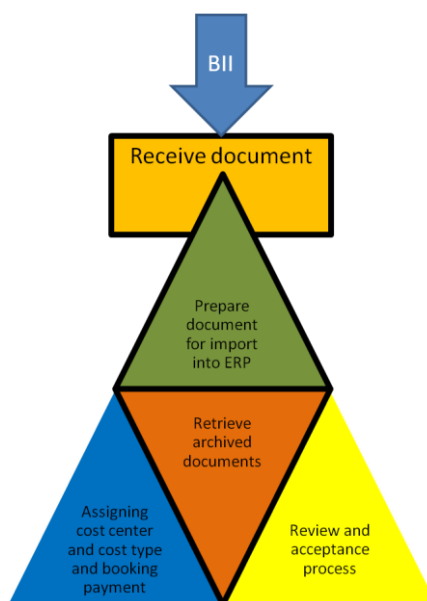 BII
Receive document
Prepare
document
for import
into ERP
Retrieve
archived
documents
Assigning
cost center
and cost type
and booking
payment
Review and
acceptance
process